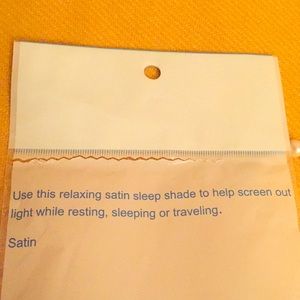 Use this relaxing satin sleep shade to help screen out
light while resting, sleeping or traveling.
Satin